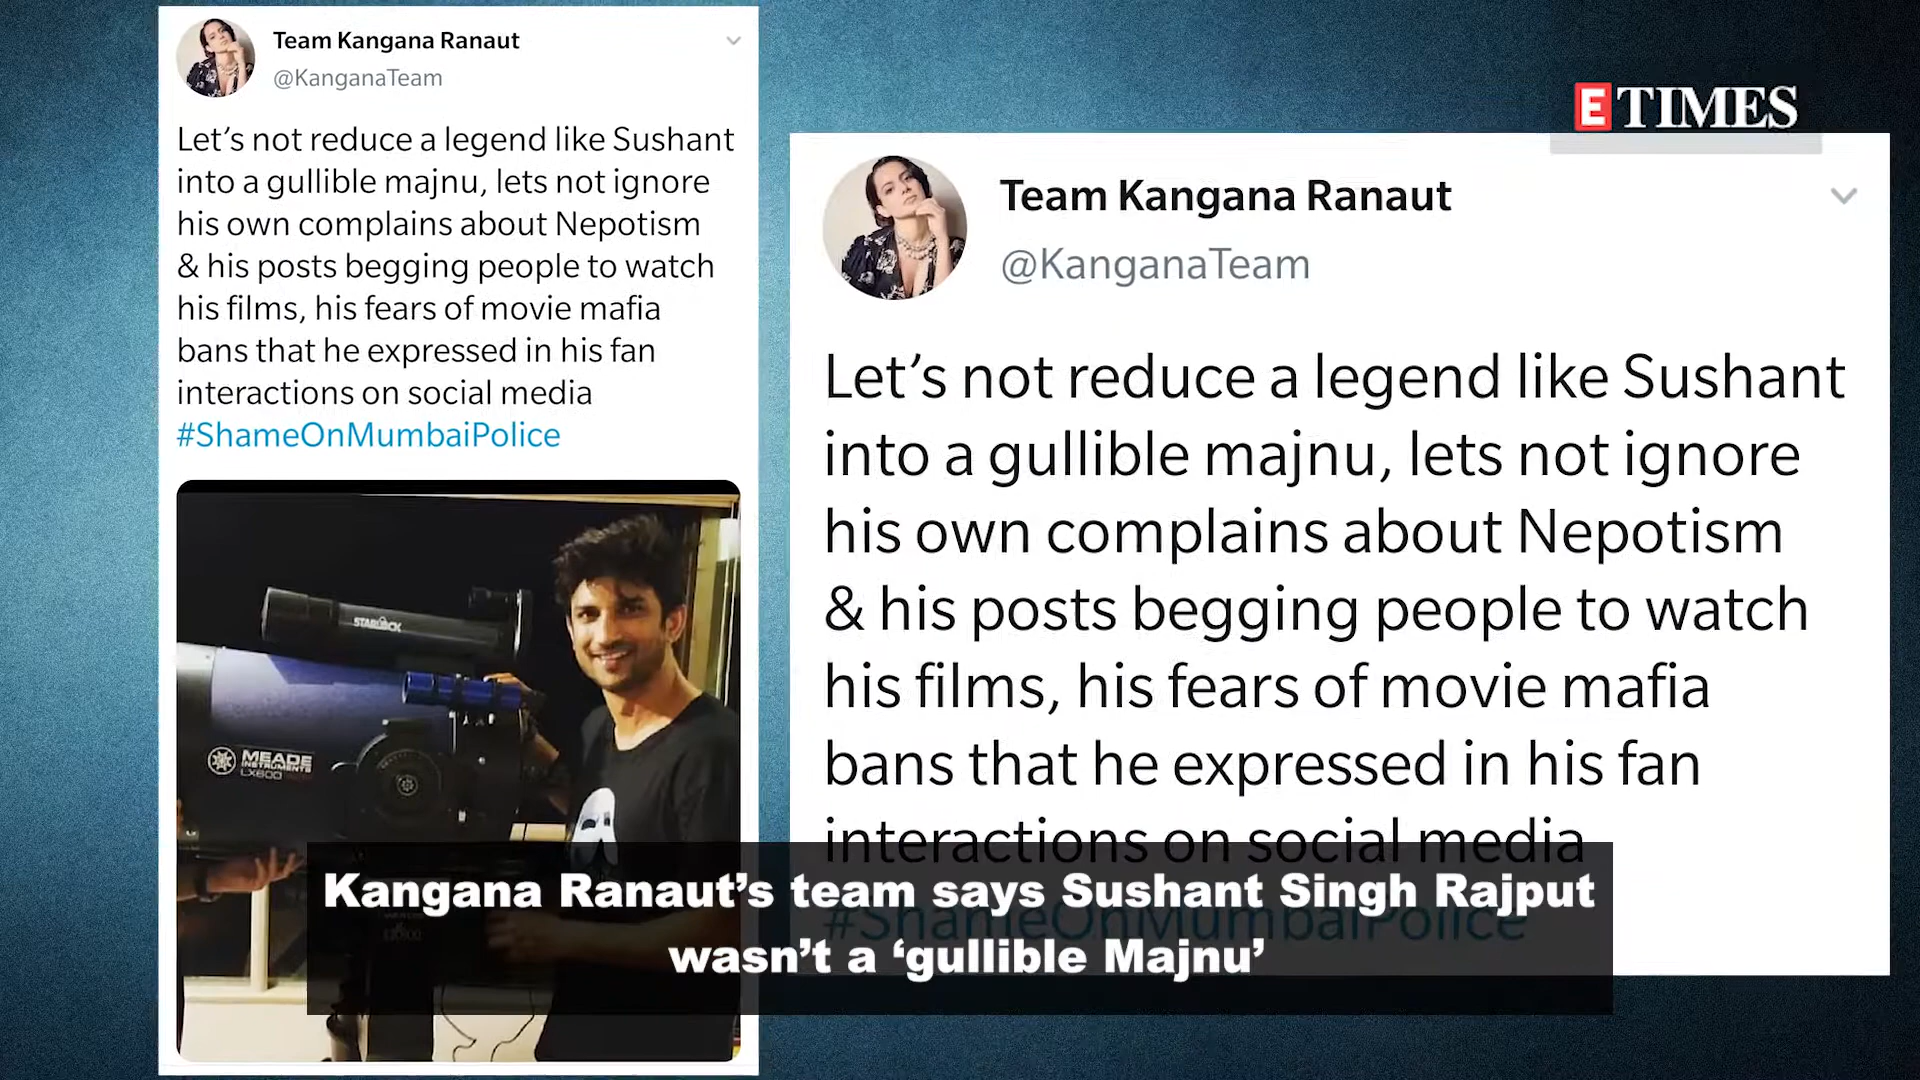 Team Kangana Ranaut
@KanganaTeam
Let's not reduce a legend like Sushant
into a gullible majnu, lets not ignore
his own complains about Nepotism
& his posts begging people to watch
his films, his fears of movie mafia
bans that he expressed in his fan
interactions on social media
#ShameOnMumbaiPolice
STARLOCK
MEADE
INSTRUMENTS
LX600
E TIMES
Team Kangana Ranaut
@KanganaTeam
Let's not reduce a legend like Sushant
into a gullible majnu, lets not ignore
his own complains about Nepotism
& his posts begging people to watch
his films, his fears of movie mafia
bans that he expressed in his fan
interactions on social media
#ShameOnMumbaiPolice
Kangana Ranaut's team says Sushant Singh Rajput
wasn't a ‘gullible Majnu’